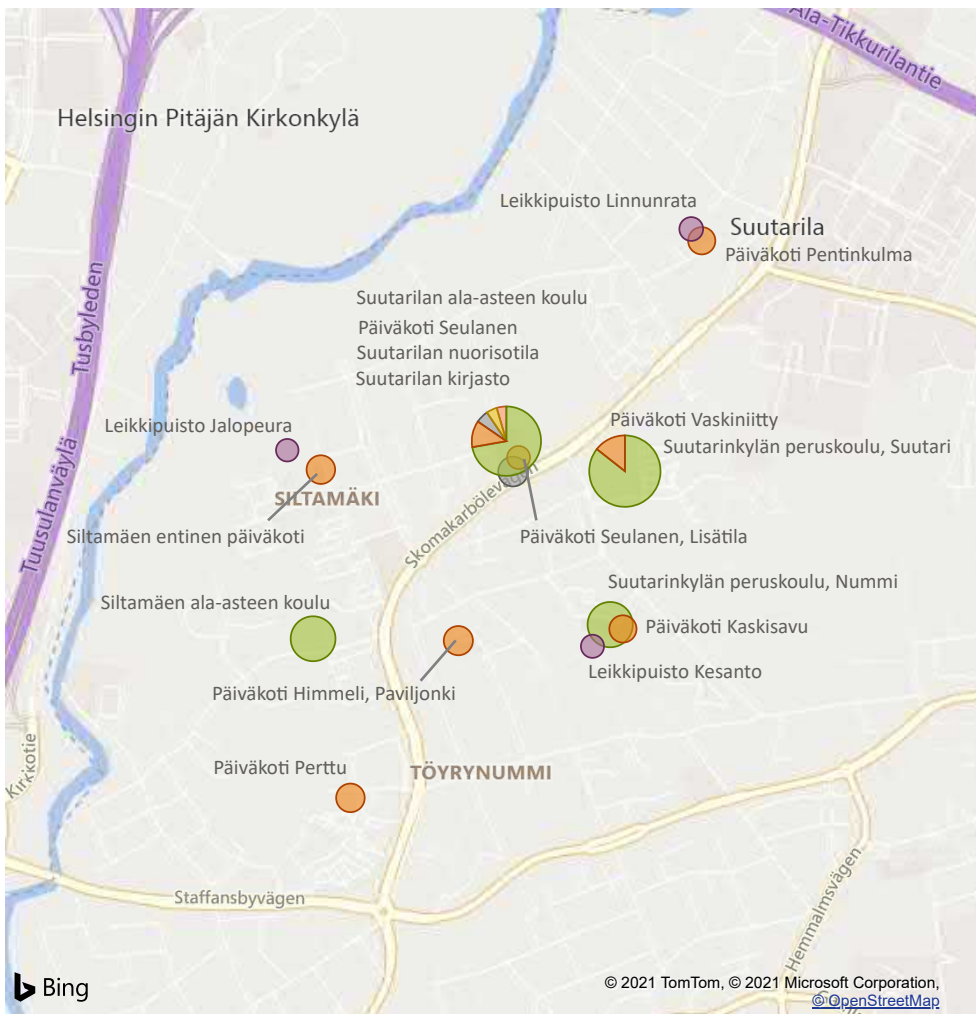 Ala-Tikkurilantie
Helsingin Pitäjän Kirkonkylä
Leikkipuisto Linnunrata
Suutarila
Päiväkoti Pentinkulma
Tusbyleden
Suutarilan ala-asteen koulu
Päiväkoti Seulanen
Suutarilan nuorisotila
Suutarilan kirjasto
Leikkipuisto Jalopeura
Päiväkoti Vaskiniitty
Suutarinkylän peruskoulu, Suutari
Tuusulanväylä
SILTAMÄKI
Skomakarbölevägen
Siltamäen entinen päiväkoti
Päiväkoti Seulanen, Lisätila
Suutarinkylän peruskoulu, Nummi
Siltamäen ala-asteen koulu
Päiväkoti Kaskisavu
Leikkipuisto Kesanto
Päiväkoti Himmeli, Paviljonki
Kirkkotie
Päiväkoti Perttu
TÖYRYNUMMI
Staffansbyvägen
Hemmalmsvägen
Bing
© 2021 TomTom, © 2021 Microsoft Corporation,
© OpenStreetMap